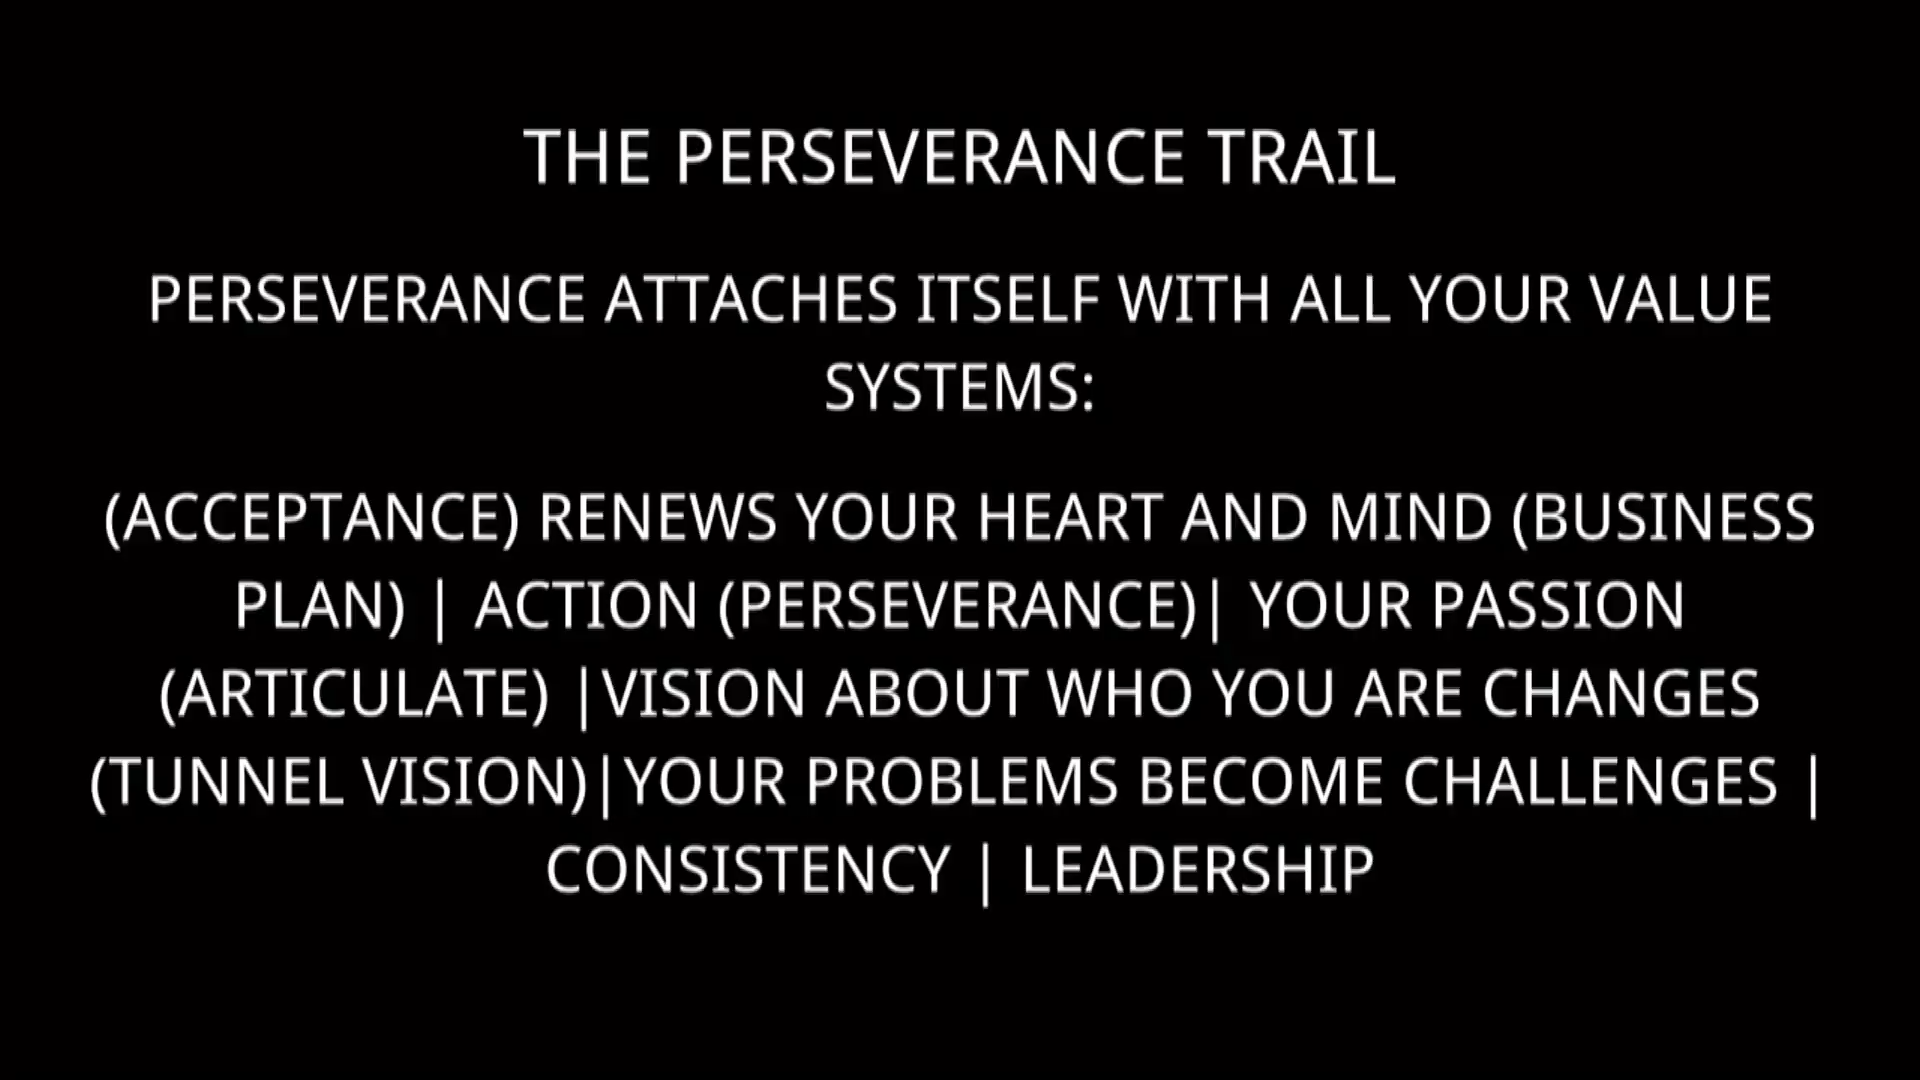 THE PERSEVERANCE TRAIL
PERSEVERANCE ATTACHES ITSELF WITH ALL YOUR VALUE
SYSTEMS:
(ACCEPTANCE) RENEWS YOUR HEART AND MIND (BUSINESS
PLAN) | ACTION (PERSEVERANCE)| YOUR PASSION
(ARTICULATE) |VISION ABOUT WHO YOU ARE CHANGES
(TUNNEL VISION)|YOUR PROBLEMS BECOME CHALLENGES |
CONSISTENCY | LEADERSHIP